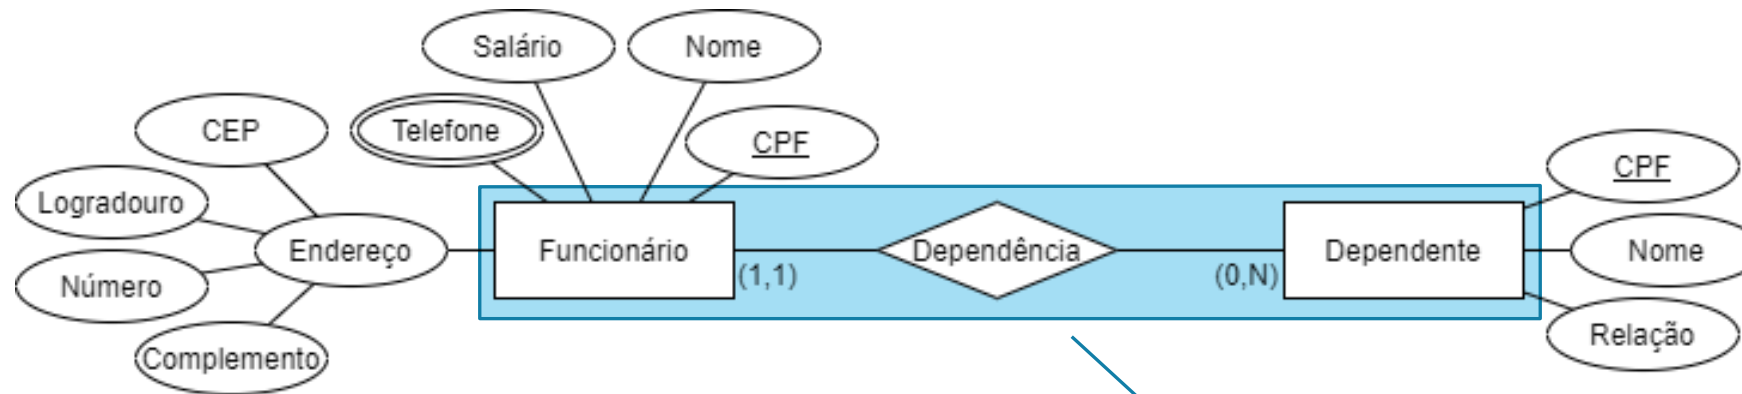 Salário
Nome
CEP
Telefone
CPF
CPF
Logradouro
Endereço
Funcionário
(1,1)
Dependência
(0,N)
Dependente
Nome
Número
Complemento
Relação